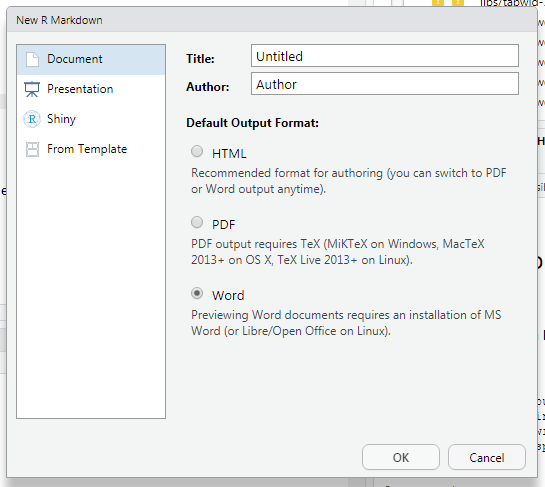 New R Markdown
Document
Presentation
Shiny
From Template
Title: Untitled
Author: Author
Default Output Format:
HTML
Recommended format for authoring (you can switch to PDF
or Word output anytime).
PDF
PDF output requires TeX (MiKTeX on Windows, MacTeX
2013+ on OS X, TeX Live 2013+ on Linux).
Word
Previewing Word documents requires an installation of MS
Word (or Libre/Open Office on Linux).
OK Cancel